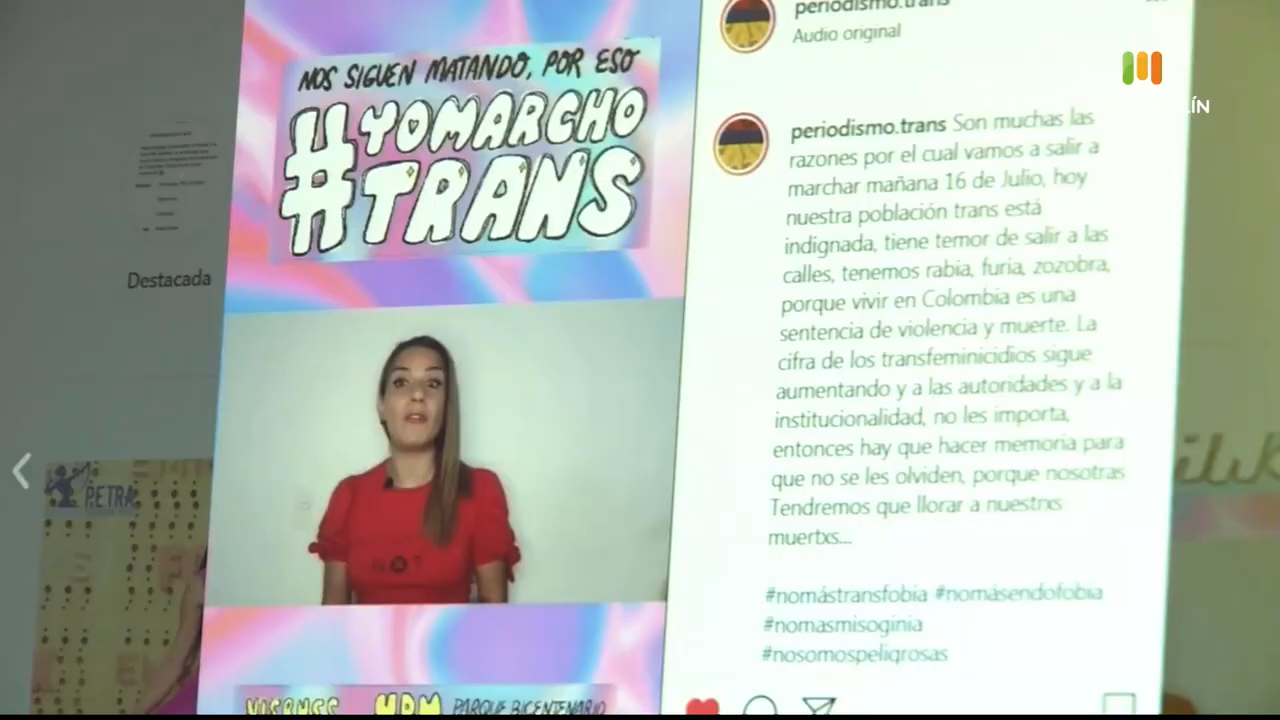 periodismo.trans
Audio original
LÍN
NOS SIGUEN MATANDO, POR ESO
#YOMARCHO
#TRANS
periodismo.trans Son muchas las
razones por el cual vamos a salir a
marchar mañana 16 de Julio, hoy
nuestra población trans está
indignada, tiene temor de salir a las
calles, tenemos rabia, furia, zozobra,
porque vivir en Colombia es una
sentencia de violencia y muerte. La
cifra de los transfeminicidios sigue
aumentando y a las autoridades y a la
institucionalidad, no les importa,
entonces hay que hacer memoria para
que no se les olviden, porque nosotras
Tendremos que llorar a nuestrxs
muertxs...
#nomástransfobia #nomásendofobia
#nomasmisoginia
#nosomospeligrosas
Destacada
PETRA
VIERNES
PARQUE BICENTENARIO